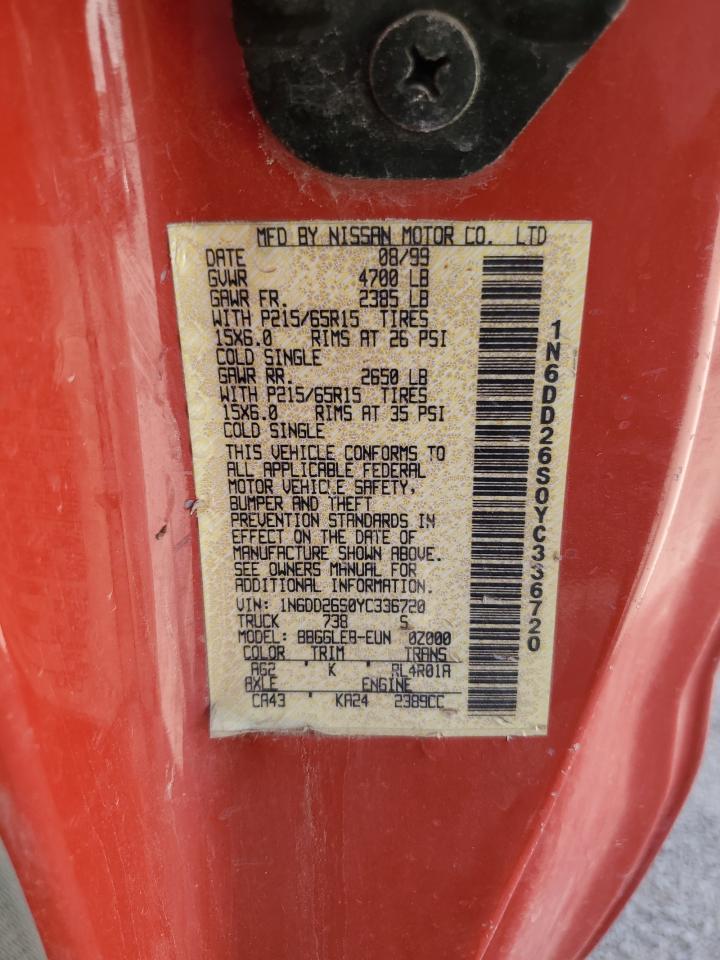 MFD BY NISSAN MOTOR CO. LTD
DATE 08/99
GVWR 4700 LB
GAWR FR. 2385 LB
WITH P215/65R15 TIRES
15X6.0 RIMS AT 26 PSI
COLD SINGLE
GAWR RR. 2650 LB
WITH P215/65R15 TIRES
15X6.0 RIMS AT 35 PSI
COLD SINGLE
THIS VEHICLE CONFORMS TO
ALL APPLICABLE FEDERAL
MOTOR VEHICLE SAFETY,
BUMPER AND THEFT
PREVENTION STANDARDS IN
EFFECT ON THE DATE OF
MANUFACTURE SHOWN ABOVE.
SEE OWNERS MANUAL FOR
ADDITIONAL INFORMATION.
VIN: 1N6DD26S0YC336720
TRUCK 738 S
MODEL: BBGGLEB-EUN 0Z000
COLOR TRIM TRANS
AG2 K RL4R01A
AXLE ENGINE
CA43 KA24 2389CC
1N6DD26S0YC336720